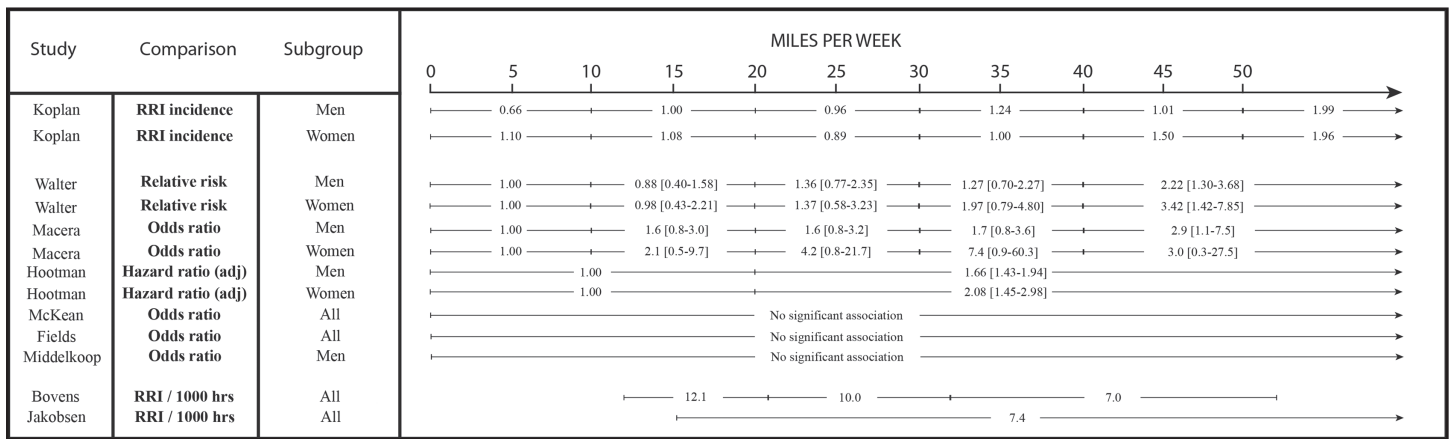 MILES PER WEEK
Study Comparison Subgroup
0 5 10 15 20 25 30 35 40 45 50
Koplan RRI incidence Men 0.66 1.00 0.96 1.24 1.01 1.99
Koplan RRI incidence Women 1.10 1.08 0.89 1.00 1.50 1.96
Walter Relative risk Men 1.00 0.88 [0.40-1.58) 1.36 [0.77-2.35] 1.27 [0.70-2.27] 2.22 [1.30-3.68]
Walter Relative risk Women 1.00 0.98 [0.43-2.21] 1.37 [0.58-3.23] 1.97 [0.79-4.80] 3.42 [1.42-7.85]
Macera Odds ratio Men 1.00 1.6 [0.8-3.0] 1.6 [0.8-3.2] 1.7 [0.8-3.6] 2.9 [1.1-7.5]
Macera Odds ratio Women 1.00 2.1 [0.5-9.7] 4.2 [0.8-21.7] 7.4 [0.9-60.3] 3.0 [0.3-27.5]
Hootman Hazard ratio (adj) Men 1.00 1.66 [1.43-1.94]
Hootman Hazard ratio (adj) Women 1.00 2.08 [1.45-2.98]
McKean Odds ratio All No significant association
Fields Odds ratio All No significant association
Middelkoop Odds ratio Men No significant association
Bovens RRI / 1000 hrs All 12.1 10.0 7.0
Jakobsen RRI / 1000 hrs All 7.4